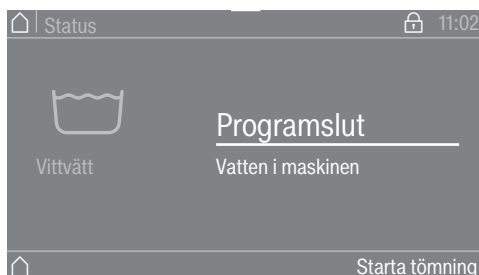 Status
11:02
Programslut
Vittvätt
Vatten i maskinen
Starta tömning